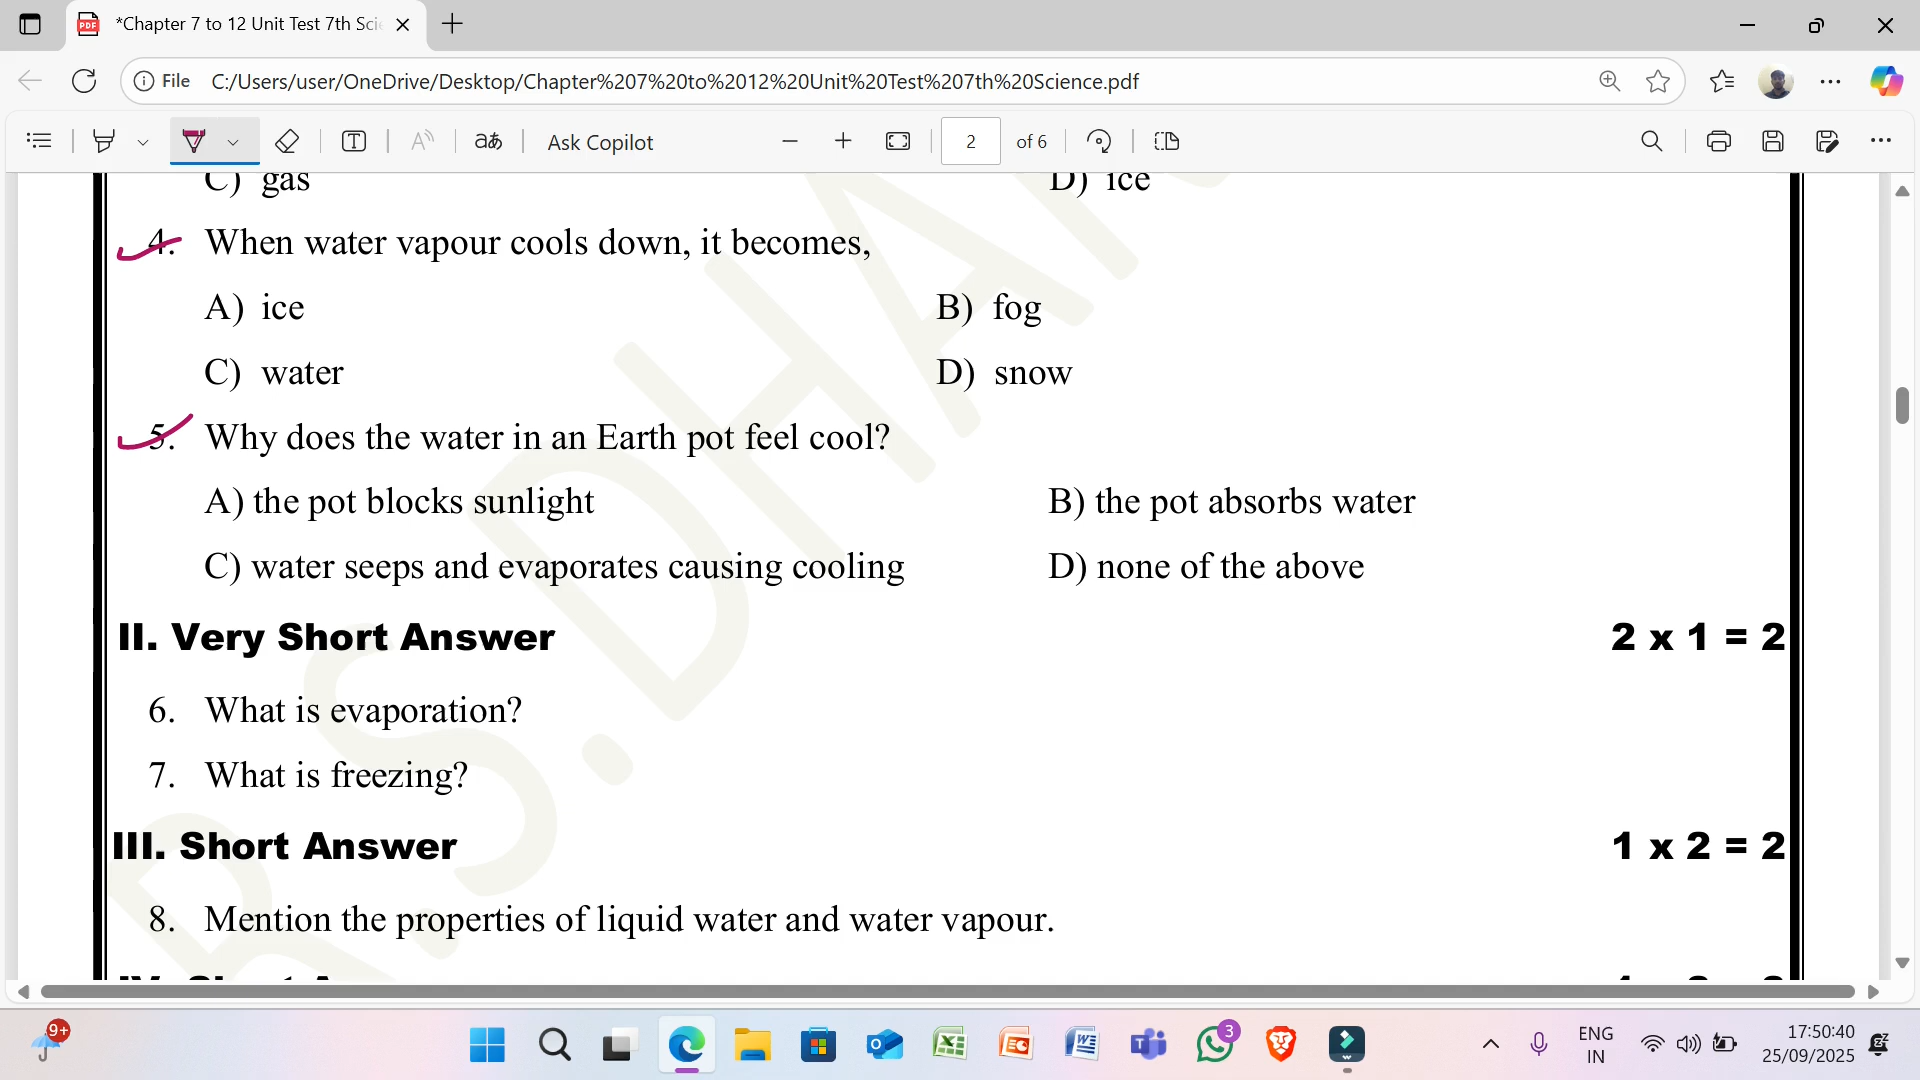 *Chapter 7 to 12 Unit Test 7th Scie
File C:/Users/user/OneDrive/Desktop/Chapter%207%20to%2012%20Unit%20Test%207th%20Science.pdf
Ask Copilot 2 of 6
C) gas D) ice
4. When water vapour cools down, it becomes,
A) ice B) fog
C) water D) snow
5. Why does the water in an Earth pot feel cool?
A) the pot blocks sunlight B) the pot absorbs water
C) water seeps and evaporates causing cooling D) none of the above
II. Very Short Answer 2 x 1 = 2
6. What is evaporation?
7. What is freezing?
III. Short Answer 1 x 2 = 2
8. Mention the properties of liquid water and water vapour.
R.S.DHA
9+
3
ENG
IN
17:50:40
25/09/2025